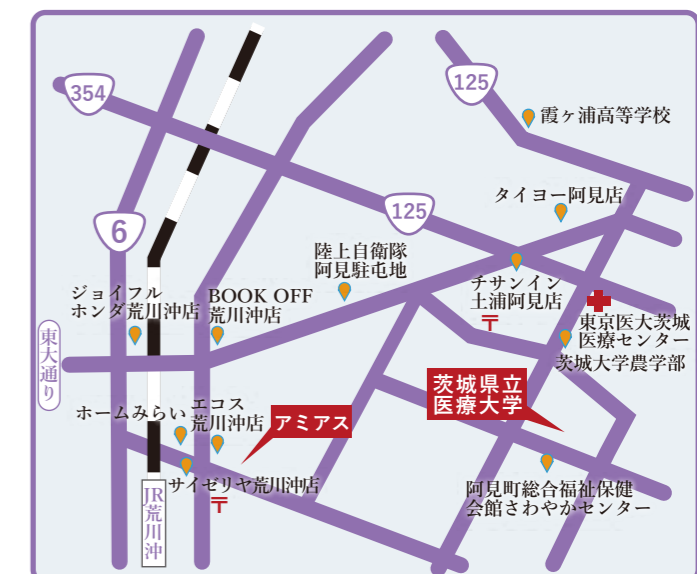 354
125
霞ヶ浦高等学校
タイヨー阿見店
125
6
陸上自衛隊
阿見駐屯地
チサンイン
土浦阿見店
〒
ジョイフル
ホンダ荒川沖店
BOOK OFF
荒川沖店
東京医大茨城
医療センター
茨城大学農学部
東大通り
茨城県立
医療大学
ホームみらい
エコス
荒川沖店
アミアス
サイゼリヤ荒川沖店
〒
JR荒川沖
阿見町総合福祉保健
会館さわやかセンター